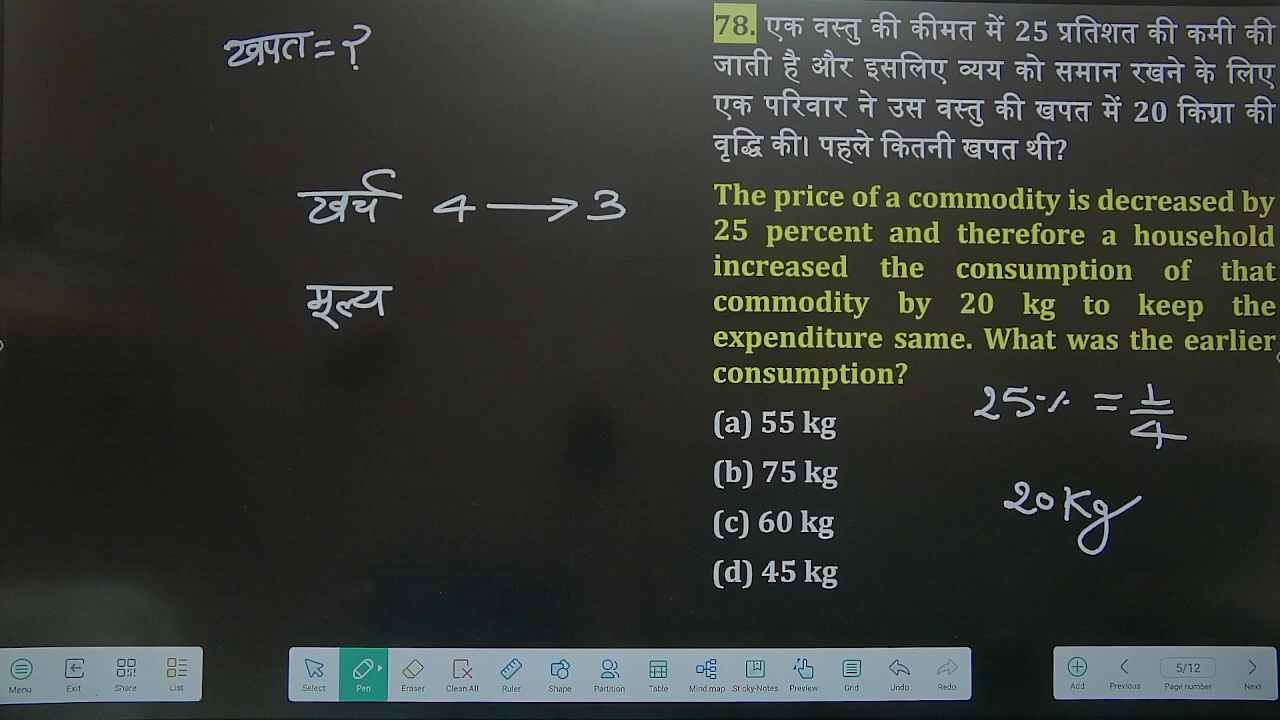 खपत = ?
खर्च 4 → 3
मूल्य
78. एक वस्तु की कीमत में 25 प्रतिशत की कमी की
जाती है और इसलिए व्यय को समान रखने के लिए
एक परिवार ने उस वस्तु की खपत में 20 किग्रा की
वृद्धि की। पहले कितनी खपत थी?
The price of a commodity is decreased by
25 percent and therefore a household
increased the consumption of that
commodity by 20 kg to keep the
expenditure same. What was the earlier
consumption?
(a) 55 kg
(b) 75 kg
(c) 60 kg
(d) 45 kg
25% = 1/4
20 Kg
Menu Exit Share List
Select Pen Eraser Clean All Ruler Shape Partition Table Mind map Sticky-Notes Preview Grid Undo Redo
Add Previous 5/12 Page number Next